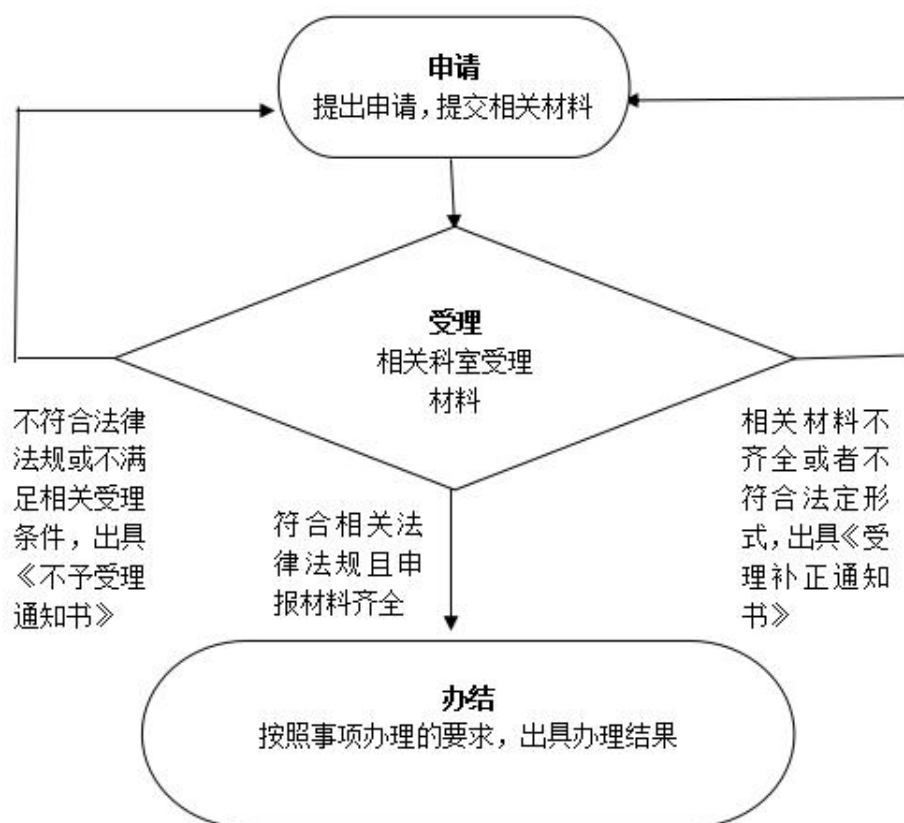 申请
提出申请，提交相关材料
受理
相关科室受理
材料
不符合法律
法规或不满
足相关受理
条件，出具
《不予受理
通知书》
符合相关法
律法规且申
报材料齐全
相关材料不
齐全或者不
符合法定形
式，出具《受
理补正通知
书》
办结
按照事项办理的要求，出具办理结果